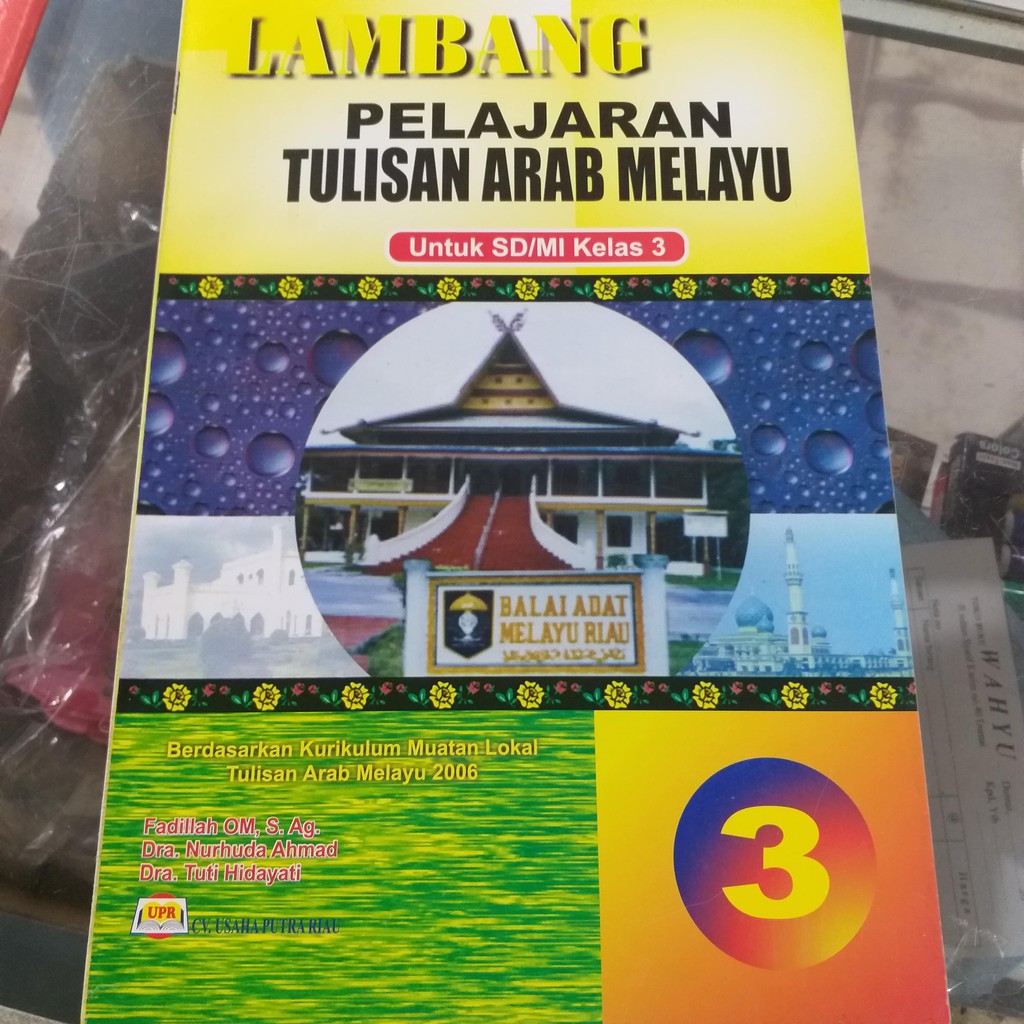 LAMBANG
PELAJARAN
TULISAN ARAB MELAYU
Untuk SD/MI Kelas 3
BALAI ADAT
MELAYU RIAU
Berdasarkan Kurikulum Muatan Lokal
Tulisan Arab Melayu 2006
Fadillah OM, S. Ag.
Dra. Nurhuda Ahmad
Dra. Tuti Hidayati
UPR
CV. USAHA PUTRA RIAU
3
WAHYU
Colors